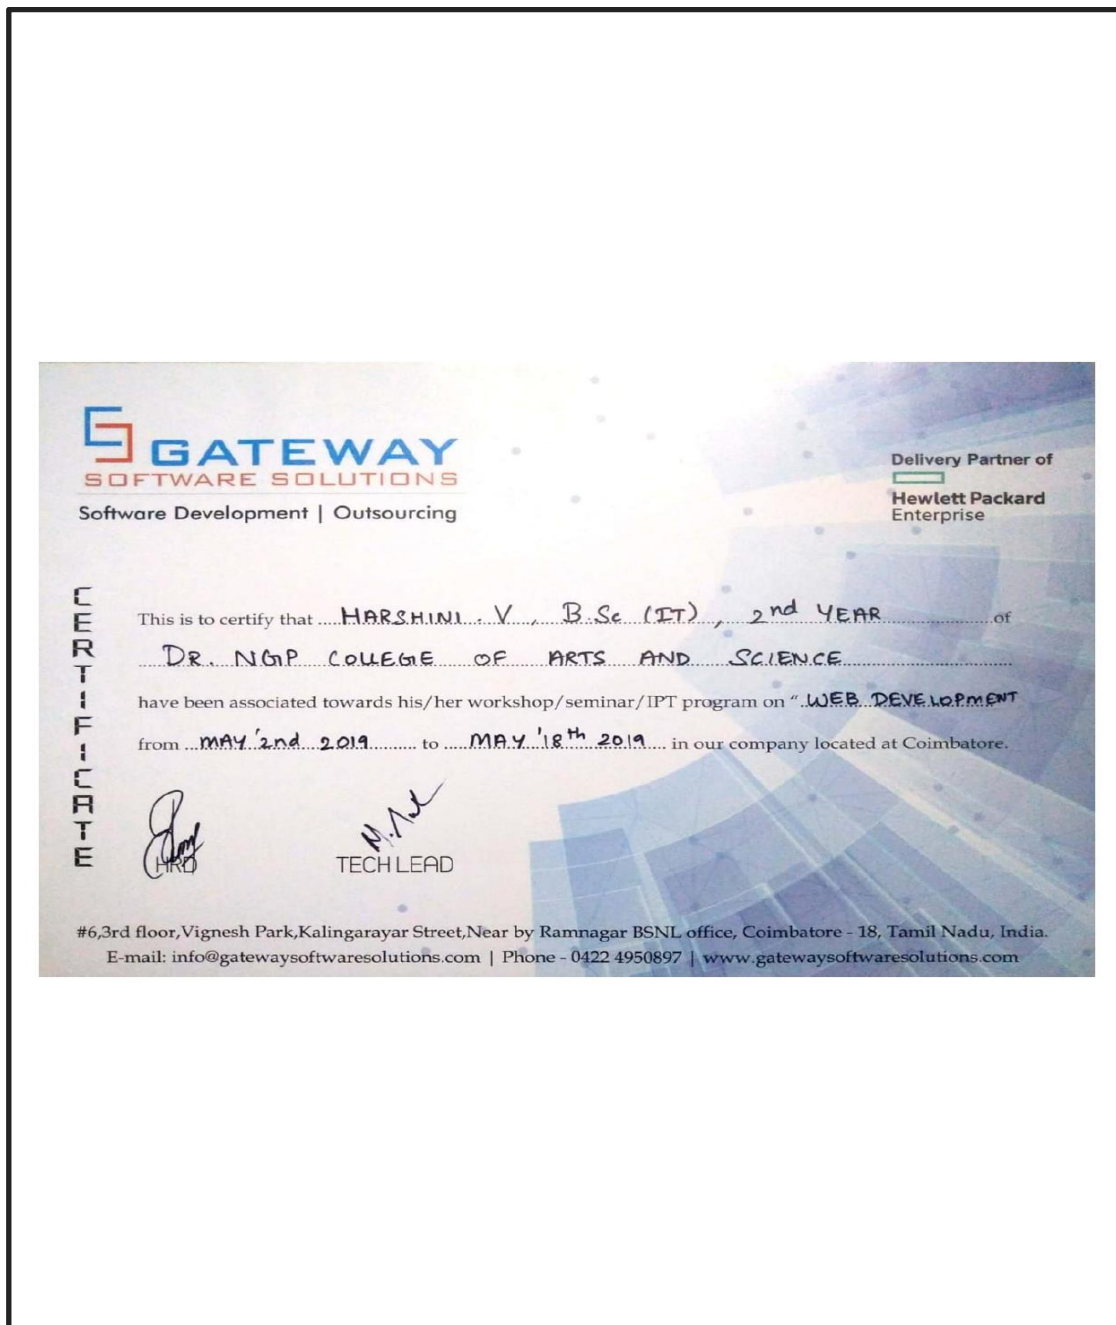 GATEWAY
SOFTWARE SOLUTIONS
Software Development | Outsourcing
Delivery Partner of
Hewlett Packard
Enterprise
CERTIFICATE
This is to certify that ....HARSHINI. V , B.Sc (IT) , 2nd YEAR....of
DR. NGP COLLEGE OF ARTS AND SCIENCE
have been associated towards his/her workshop/seminar/IPT program on "..WEB DEVELOPMENT
from ...MAY '2nd 2019........ to ....MAY '18th 2019.... in our company located at Coimbatore.
HRD
TECH LEAD
#6,3rd floor,Vignesh Park,Kalingarayar Street,Near by Ramnagar BSNL office, Coimbatore - 18, Tamil Nadu, India.
E-mail: info@gatewaysoftwaresolutions.com | Phone - 0422 4950897 | www.gatewaysoftwaresolutions.com